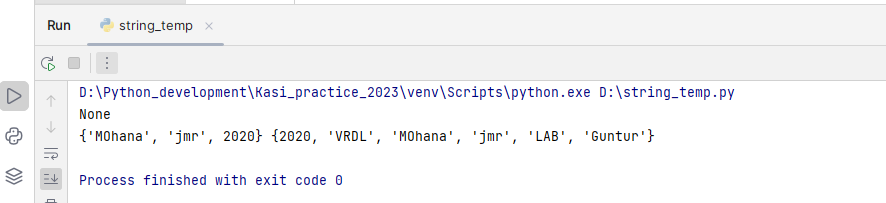 Run string_temp
D:\Python_development\Kasi_practice_2023\venv\Scripts\python.exe D:\string_temp.py
None
{'MOhana', 'jmr', 2020} {2020, 'VRDL', 'MOhana', 'jmr', 'LAB', 'Guntur'}
Process finished with exit code 0